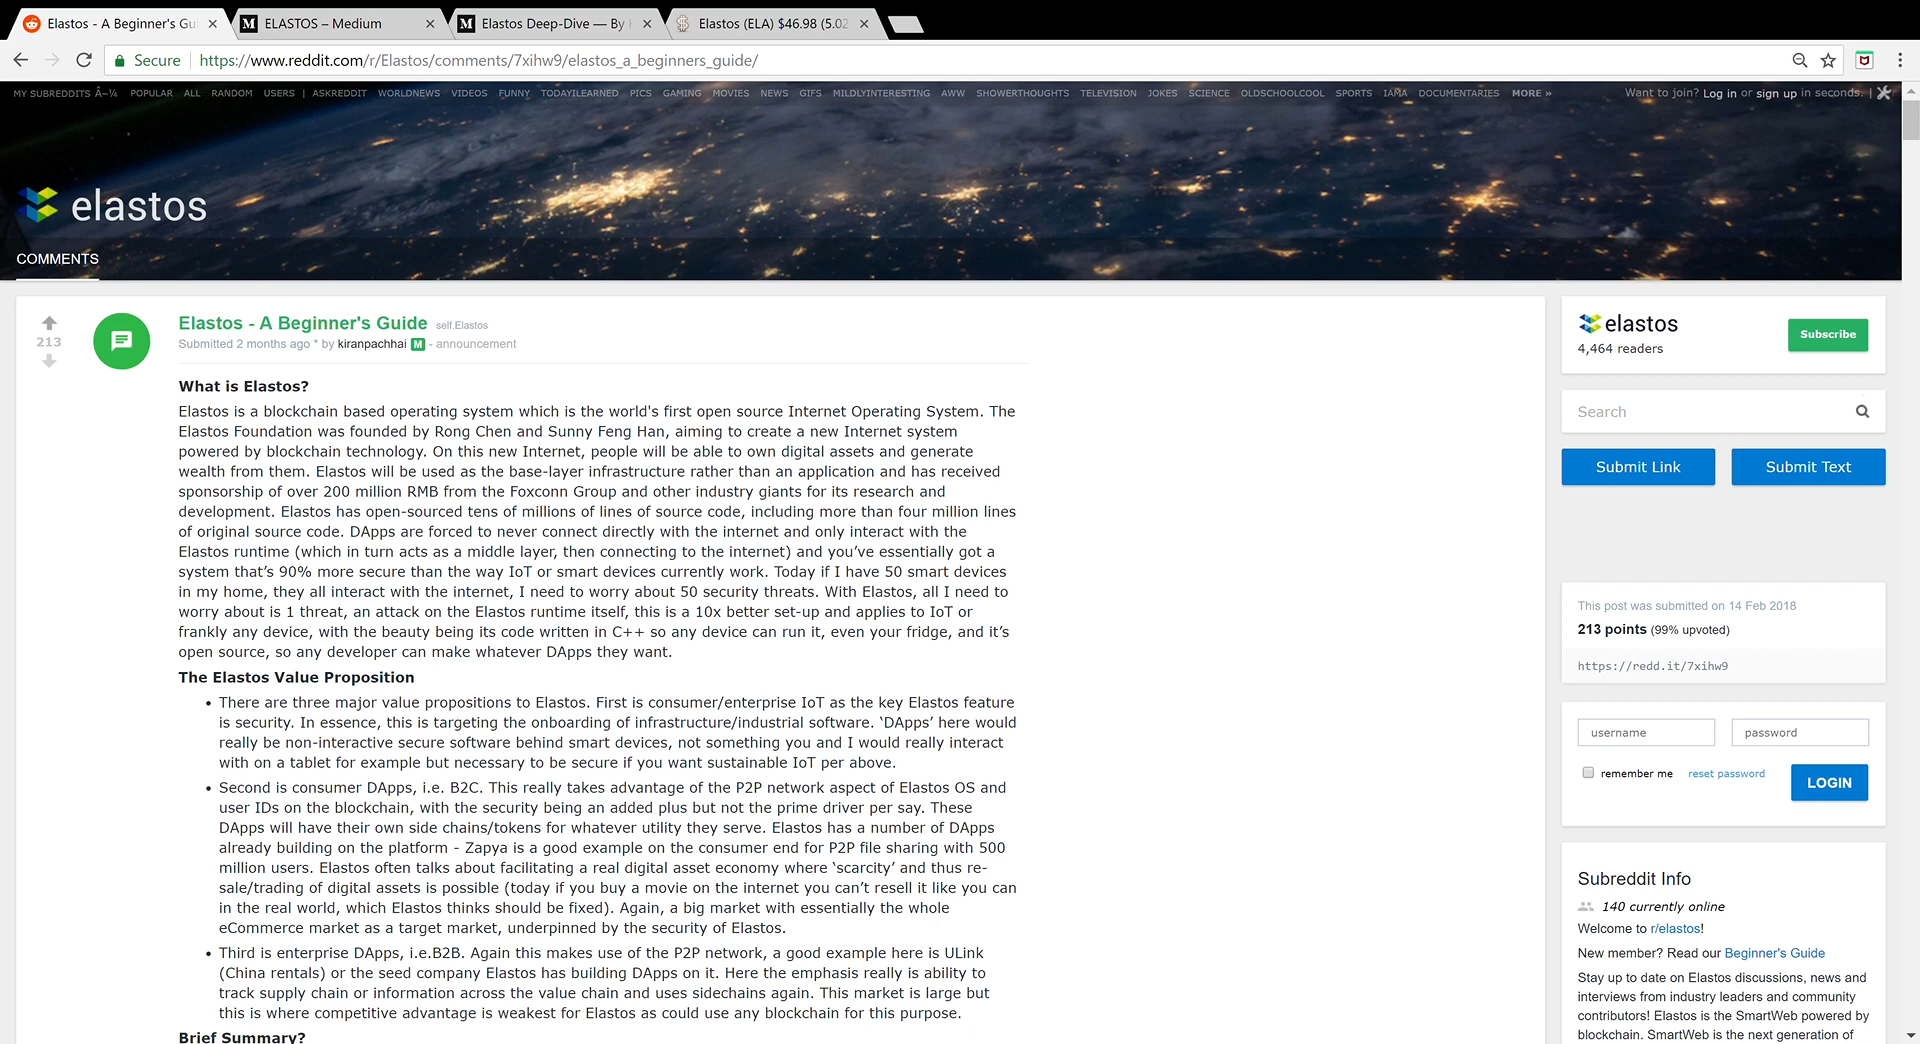 Elastos - A Beginner's Gu
ELASTOS – Medium
Elastos Deep-Dive — By
Elastos (ELA) $46.98 (5.02
Secure
https://www.reddit.com/r/Elastos/comments/7xihw9/elastos_a_beginners_guide/
MY SUBREDDITS Â–¼ POPULAR ALL RANDOM USERS | ASKREDDIT WORLDNEWS VIDEOS FUNNY TODAYILEARNED PICS GAMING MOVIES NEWS GIFS MILDLYINTERESTING AWW SHOWERTHOUGHTS TELEVISION JOKES SCIENCE OLDSCHOOLCOOL SPORTS IAMA DOCUMENTARIES MORE »
Want to join? Log in or sign up in seconds. |
elastos
COMMENTS
213
Elastos - A Beginner's Guide self.Elastos
Submitted 2 months ago * by kiranpachhai M - announcement
What is Elastos?
Elastos is a blockchain based operating system which is the world's first open source Internet Operating System. The
Elastos Foundation was founded by Rong Chen and Sunny Feng Han, aiming to create a new Internet system
powered by blockchain technology. On this new Internet, people will be able to own digital assets and generate
wealth from them. Elastos will be used as the base-layer infrastructure rather than an application and has received
sponsorship of over 200 million RMB from the Foxconn Group and other industry giants for its research and
development. Elastos has open-sourced tens of millions of lines of source code, including more than four million lines
of original source code. DApps are forced to never connect directly with the internet and only interact with the
Elastos runtime (which in turn acts as a middle layer, then connecting to the internet) and you’ve essentially got a
system that’s 90% more secure than the way IoT or smart devices currently work. Today if I have 50 smart devices
in my home, they all interact with the internet, I need to worry about 50 security threats. With Elastos, all I need to
worry about is 1 threat, an attack on the Elastos runtime itself, this is a 10x better set-up and applies to IoT or
frankly any device, with the beauty being its code written in C++ so any device can run it, even your fridge, and it’s
open source, so any developer can make whatever DApps they want.
The Elastos Value Proposition
• There are three major value propositions to Elastos. First is consumer/enterprise IoT as the key Elastos feature
is security. In essence, this is targeting the onboarding of infrastructure/industrial software. ‘DApps’ here would
really be non-interactive secure software behind smart devices, not something you and I would really interact
with on a tablet for example but necessary to be secure if you want sustainable IoT per above.
• Second is consumer DApps, i.e. B2C. This really takes advantage of the P2P network aspect of Elastos OS and
user IDs on the blockchain, with the security being an added plus but not the prime driver per say. These
DApps will have their own side chains/tokens for whatever utility they serve. Elastos has a number of DApps
already building on the platform - Zapya is a good example on the consumer end for P2P file sharing with 500
million users. Elastos often talks about facilitating a real digital asset economy where ‘scarcity’ and thus re-
sale/trading of digital assets is possible (today if you buy a movie on the internet you can’t resell it like you can
in the real world, which Elastos thinks should be fixed). Again, a big market with essentially the whole
eCommerce market as a target market, underpinned by the security of Elastos.
• Third is enterprise DApps, i.e.B2B. Again this makes use of the P2P network, a good example here is ULink
(China rentals) or the seed company Elastos has building DApps on it. Here the emphasis really is ability to
track supply chain or information across the value chain and uses sidechains again. This market is large but
this is where competitive advantage is weakest for Elastos as could use any blockchain for this purpose.
Brief Summary?
elastos
4,464 readers
Subscribe
Search
Submit Link
Submit Text
This post was submitted on 14 Feb 2018
213 points (99% upvoted)
https://redd.it/7xihw9
username
password
remember me
reset password
LOGIN
Subreddit Info
140 currently online
Welcome to r/elastos!
New member? Read our Beginner's Guide
Stay up to date on Elastos discussions, news and
interviews from industry leaders and community
contributors! Elastos is the SmartWeb powered by
blockchain. SmartWeb is the next generation of